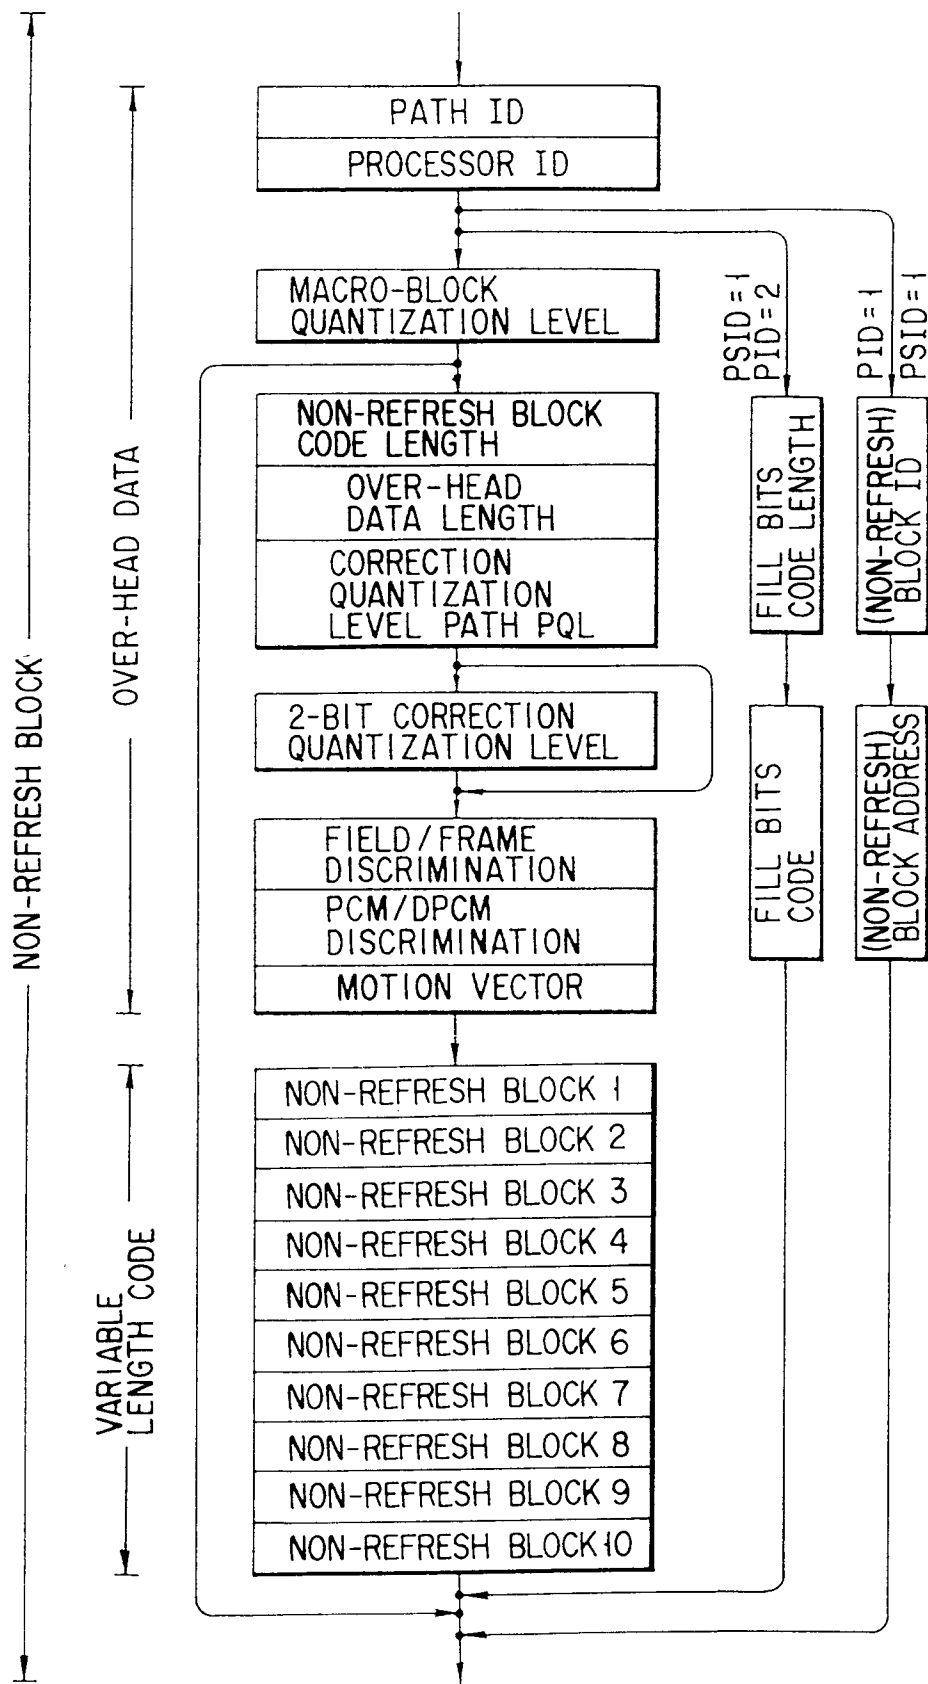 PATH ID
PROCESSOR ID
MACRO-BLOCK
QUANTIZATION LEVEL
NON-REFRESH BLOCK
CODE LENGTH
OVER-HEAD
DATA LENGTH
CORRECTION
QUANTIZATION
LEVEL PATH PQL
2-BIT CORRECTION
QUANTIZATION LEVEL
FIELD/FRAME
DISCRIMINATION
PCM/DPCM
DISCRIMINATION
MOTION VECTOR
NON-REFRESH BLOCK 1
NON-REFRESH BLOCK 2
NON-REFRESH BLOCK 3
NON-REFRESH BLOCK 4
NON-REFRESH BLOCK 5
NON-REFRESH BLOCK 6
NON-REFRESH BLOCK 7
NON-REFRESH BLOCK 8
NON-REFRESH BLOCK 9
NON-REFRESH BLOCK 10
NON-REFRESH BLOCK
OVER-HEAD DATA
VARIABLE
LENGTH CODE
PSID=1
PID=2
FILL BITS
CODE LENGTH
FILL BITS
CODE
PID=1
PSID=1
(NON-REFRESH)
BLOCK ID
(NON-REFRESH)
BLOCK ADDRESS